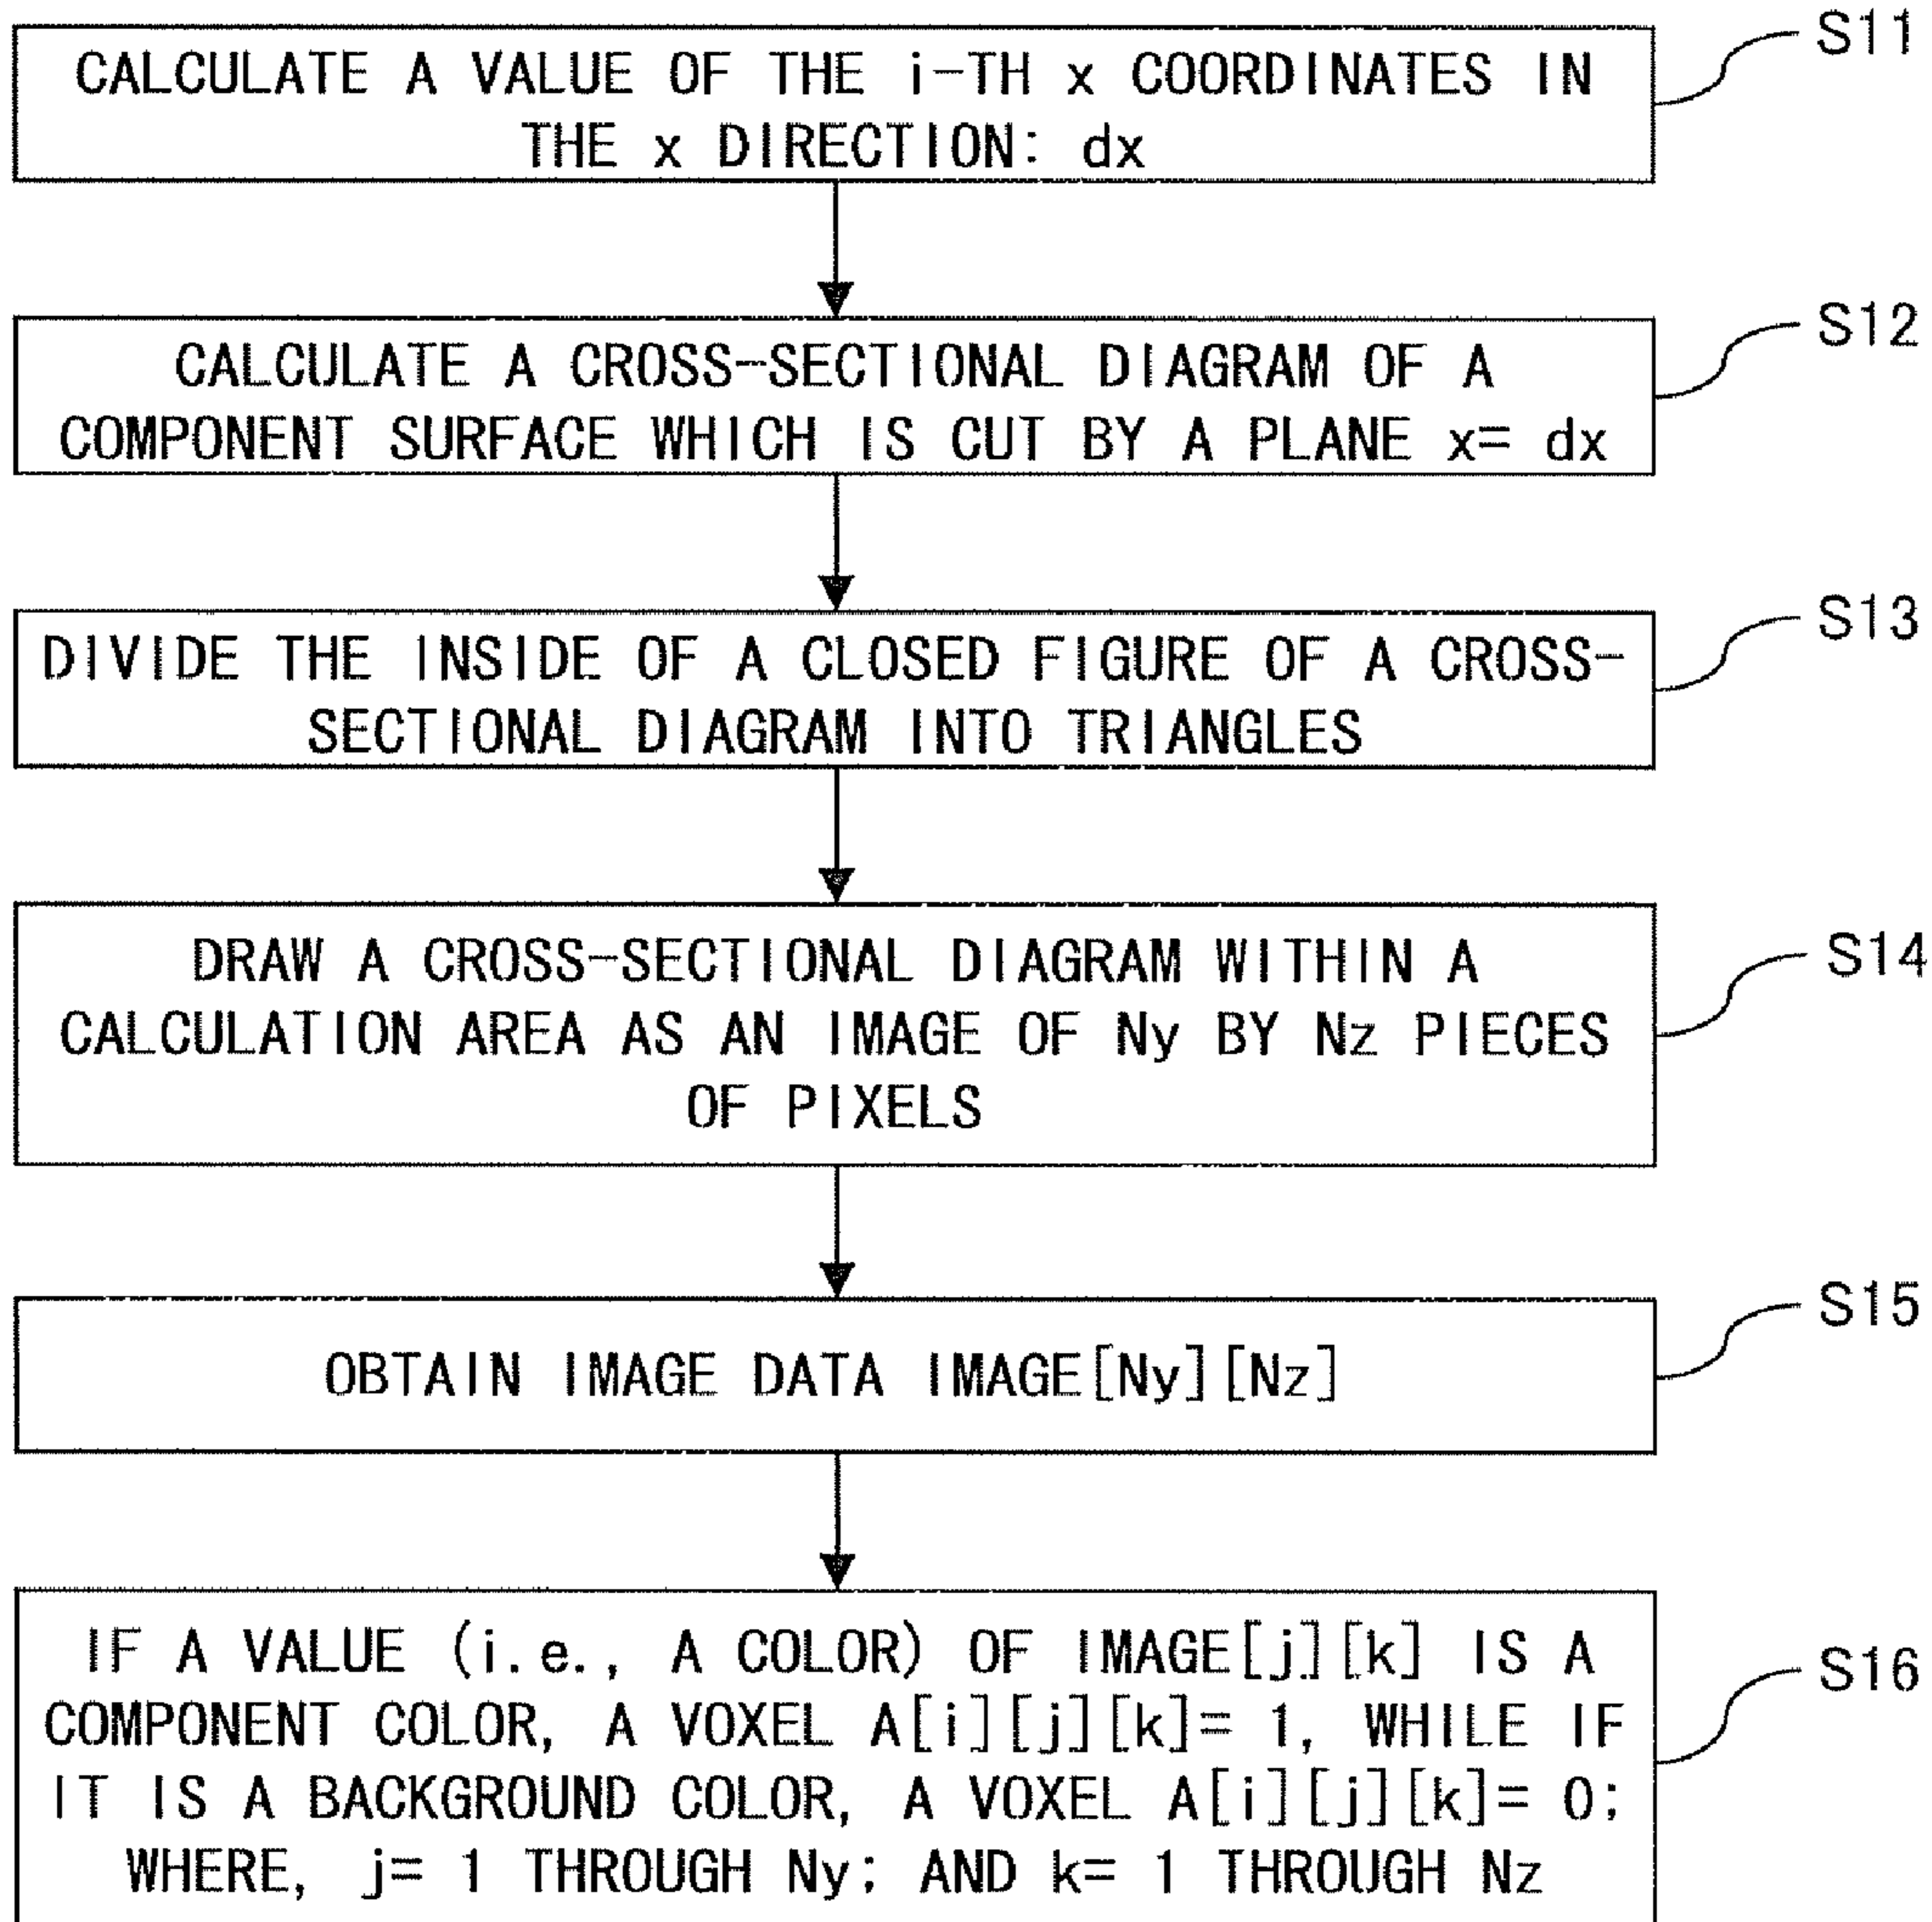 S11
CALCULATE A VALUE OF THE i-TH x COORDINATES IN
THE x DIRECTION: dx
S12
CALCULATE A CROSS-SECTIONAL DIAGRAM OF A
COMPONENT SURFACE WHICH IS CUT BY A PLANE x= dx
S13
DIVIDE THE INSIDE OF A CLOSED FIGURE OF A CROSS-
SECTIONAL DIAGRAM INTO TRIANGLES
S14
DRAW A CROSS-SECTIONAL DIAGRAM WITHIN A
CALCULATION AREA AS AN IMAGE OF Ny BY Nz PIECES
OF PIXELS
S15
OBTAIN IMAGE DATA IMAGE[Ny][Nz]
S16
IF A VALUE (i.e., A COLOR) OF IMAGE[j][k] IS A
COMPONENT COLOR, A VOXEL A[i][j][k]= 1, WHILE IF
IT IS A BACKGROUND COLOR, A VOXEL A[i][j][k]= 0;
WHERE, j= 1 THROUGH Ny; AND k= 1 THROUGH Nz